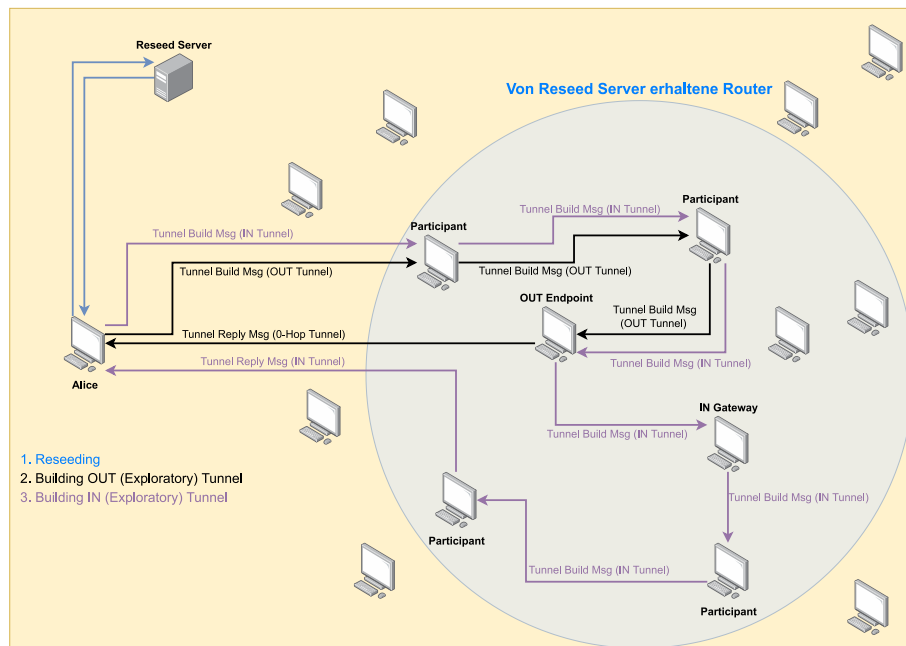 Reseed Server
Von Reseed Server erhaltene Router
Participant
Tunnel Build Msg (IN Tunnel)
Participant
Tunnel Build Msg (IN Tunnel)
Tunnel Build Msg (OUT Tunnel)
Tunnel Build Msg (OUT Tunnel)
OUT Endpoint
Tunnel Build Msg
(OUT Tunnel)
Tunnel Reply Msg (0-Hop Tunnel)
Tunnel Reply Msg (IN Tunnel)
Tunnel Build Msg (IN Tunnel)
Alice
IN Gateway
Tunnel Build Msg (IN Tunnel)
1. Reseeding
2. Building OUT (Exploratory) Tunnel
3. Building IN (Exploratory) Tunnel
Tunnel Build Msg (IN Tunnel)
Participant
Tunnel Build Msg (IN Tunnel)
Participant